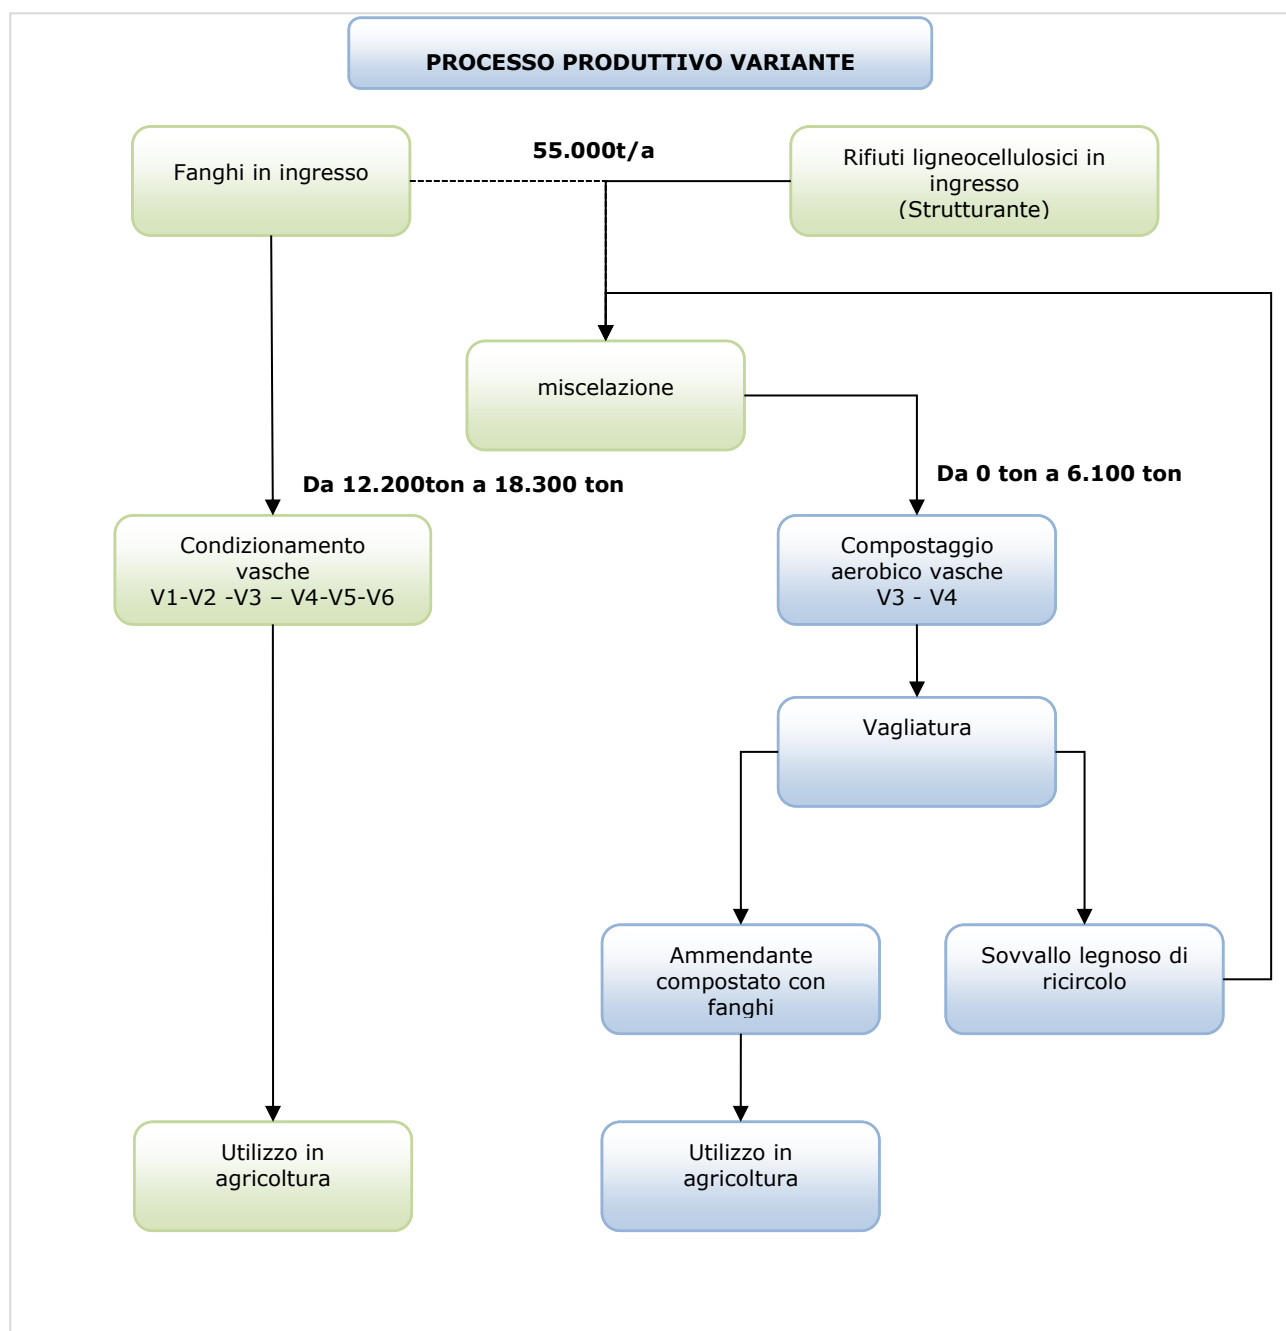 PROCESSO PRODUTTIVO VARIANTE
Fanghi in ingresso
55.000t/a
Rifiuti ligneocellulosici in
ingresso
(Strutturante)
miscelazione
Da 12.200ton a 18.300 ton
Da 0 ton a 6.100 ton
Condizionamento
vasche
V1-V2 -V3 – V4-V5-V6
Compostaggio
aerobico vasche
V3 - V4
Vagliatura
Ammendante
compostato con
fanghi
Sovvallo legnoso di
ricircolo
Utilizzo in
agricoltura
Utilizzo in
agricoltura